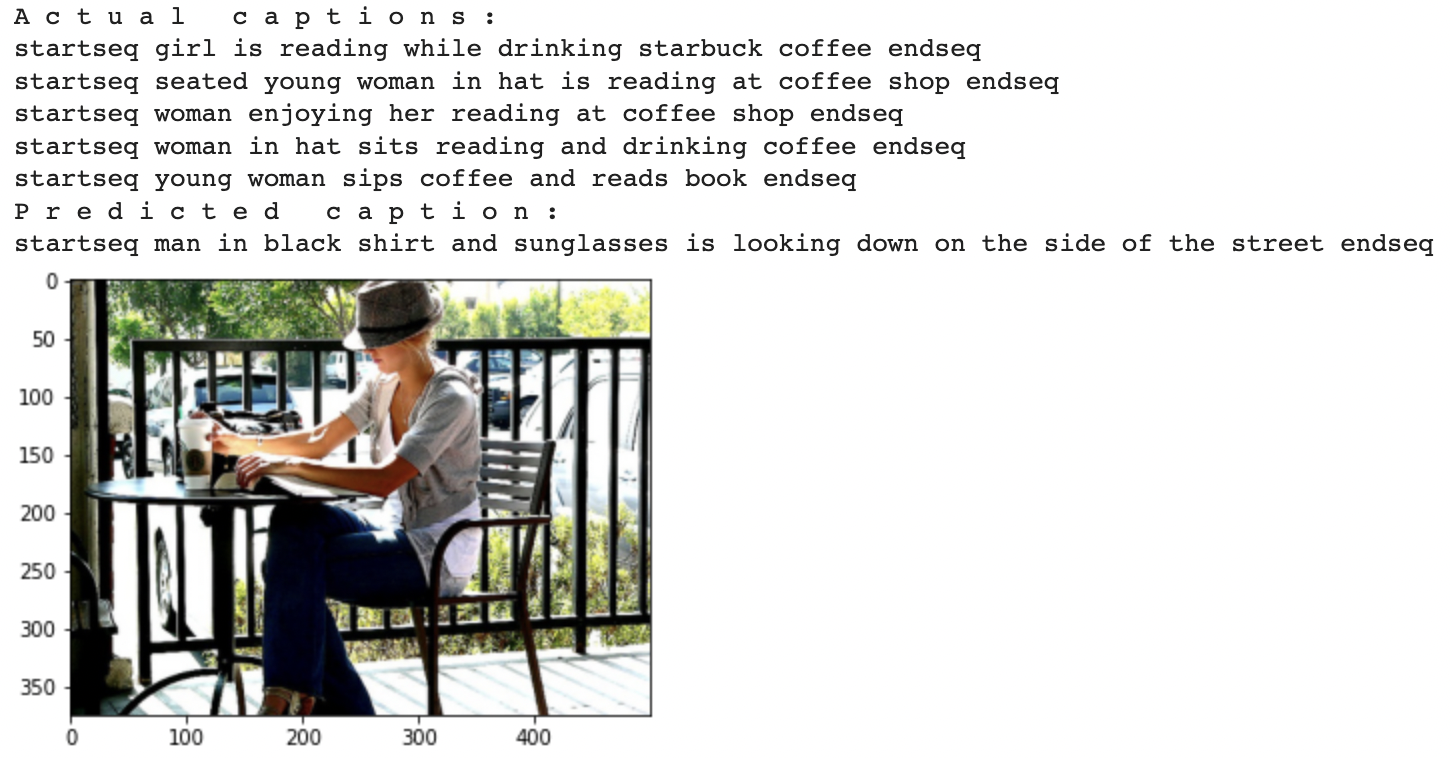 A c t u a l   c a p t i o n s :
startseq girl is reading while drinking starbuck coffee endseq
startseq seated young woman in hat is reading at coffee shop endseq
startseq woman enjoying her reading at coffee shop endseq
startseq woman in hat sits reading and drinking coffee endseq
startseq young woman sips coffee and reads book endseq
P r e d i c t e d   c a p t i o n :
startseq man in black shirt and sunglasses is looking down on the side of the street endseq
0
50
100
150
200
250
300
350
0 100 200 300 400